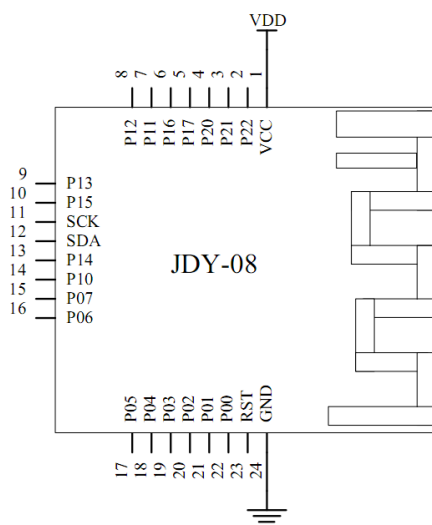 VDD
8 7 6 5 4 3 2 1
P12 P11 P16 P17 P20 P21 P22 VCC
9 P13
10 P15
11 SCK
12 SDA
13 P14
14 P10
15 P07
16 P06
JDY-08
P05 P04 P03 P02 P01 P00 RST GND
17 18 19 20 21 22 23 24